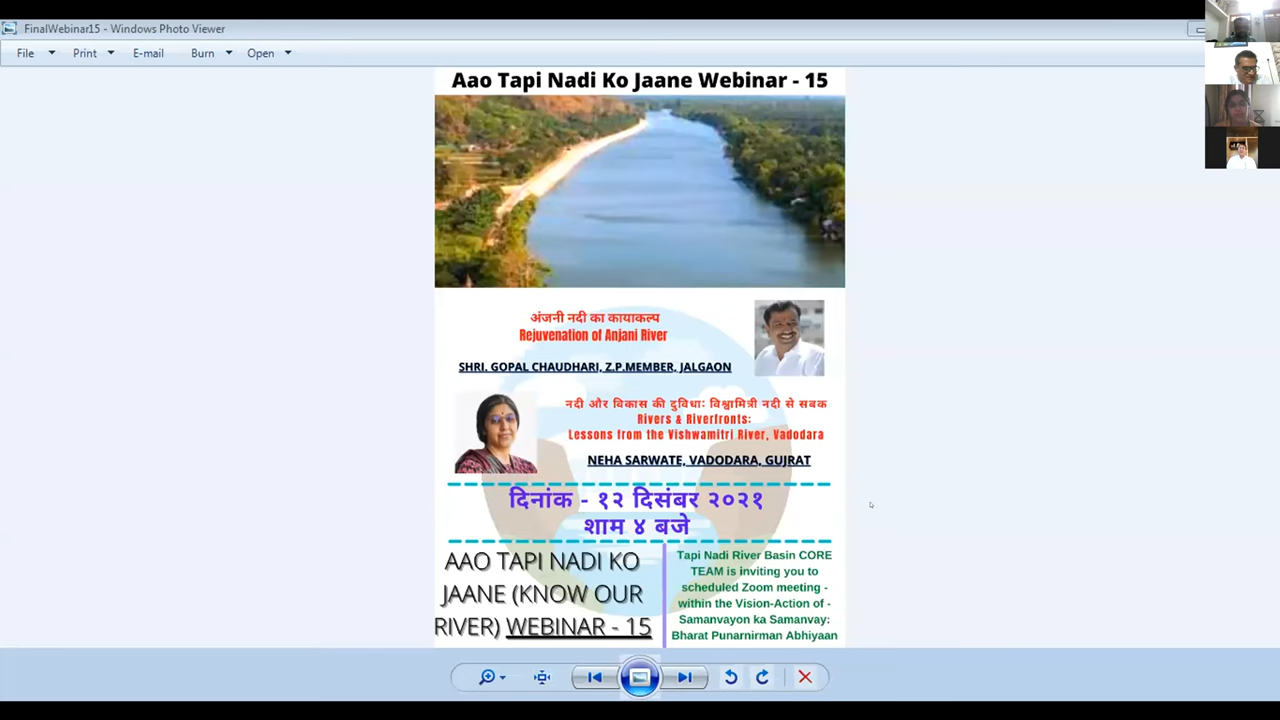 FinalWebinar15 - Windows Photo Viewer
File Print E-mail Burn Open
Aao Tapi Nadi Ko Jaane Webinar - 15
अंजनी नदी का कायाकल्प
Rejuvenation of Anjani River
SHRI. GOPAL CHAUDHARI, Z.P.MEMBER, JALGAON
नदी और विकास की दुविधा: विश्वामित्री नदी से सबक
Rivers & Riverfronts:
Lessons from the Vishwamitri River, Vadodara
NEHA SARWATE, VADODARA, GUJRAT
दिनांक - १२ दिसंबर २०२१
शाम ४ बजे
AAO TAPI NADI KO
JAANE (KNOW OUR
RIVER) WEBINAR - 15
Tapi Nadi River Basin CORE
TEAM is inviting you to
scheduled Zoom meeting -
within the Vision-Action of -
Samanvayon ka Samanvay:
Bharat Punarnirman Abhiyaan